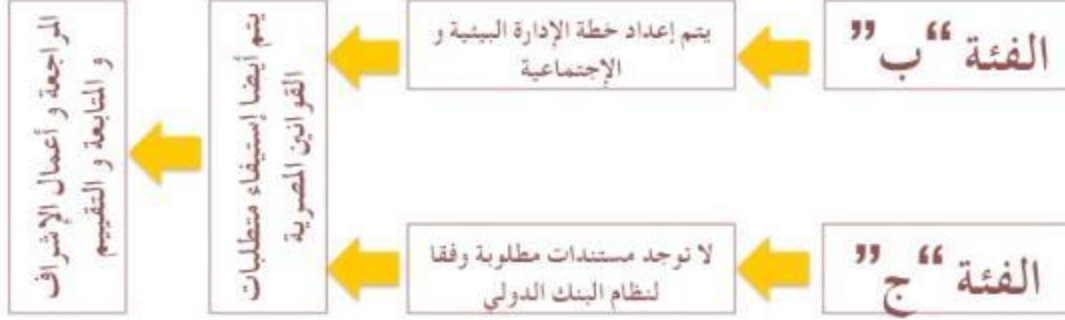 الفئة “ب”
يتم إعداد خطة الإدارة البيئية و
الإجتماعية
الفئة “ج”
لا توجد مستندات مطلوبة وفقا
لنظام البنك الدولي
يتم أيضا إستيفاء متطلبات
القوانين المصرية
المراجعة و أعمال الإشراف
و المتابعة و التقييم